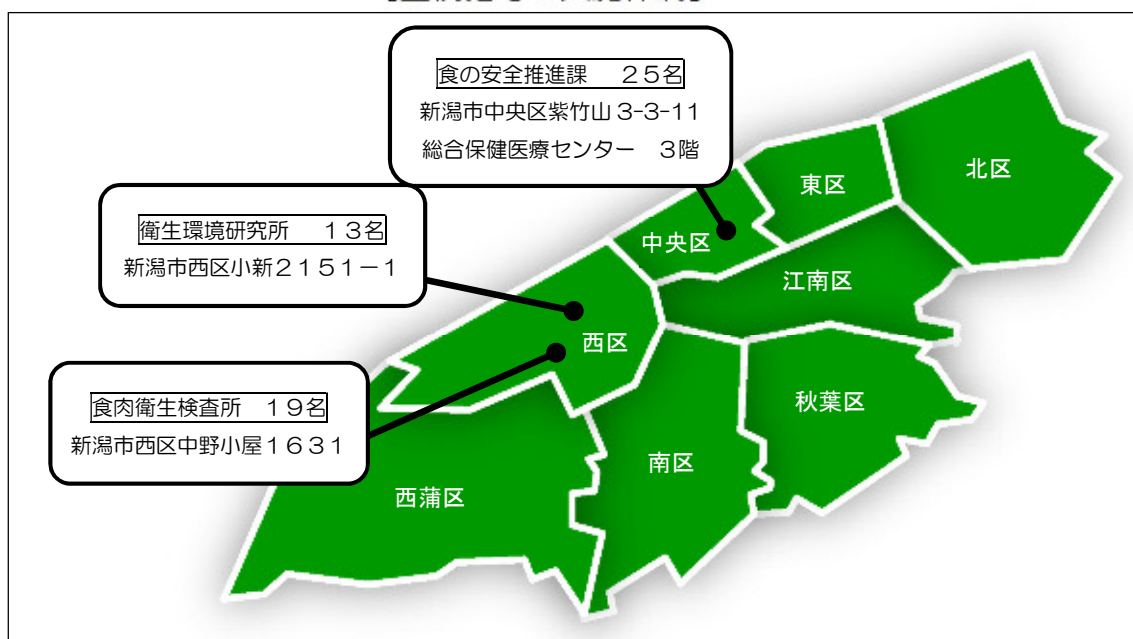 食の安全推進課　２５名
新潟市中央区紫竹山 3-3-11
総合保健医療センター　３階
衛生環境研究所　１３名
新潟市西区小新２１５１－１
食肉衛生検査所　１９名
新潟市西区中野小屋１６３１
北区
東区
中央区
江南区
西区
秋葉区
南区
西蒲区